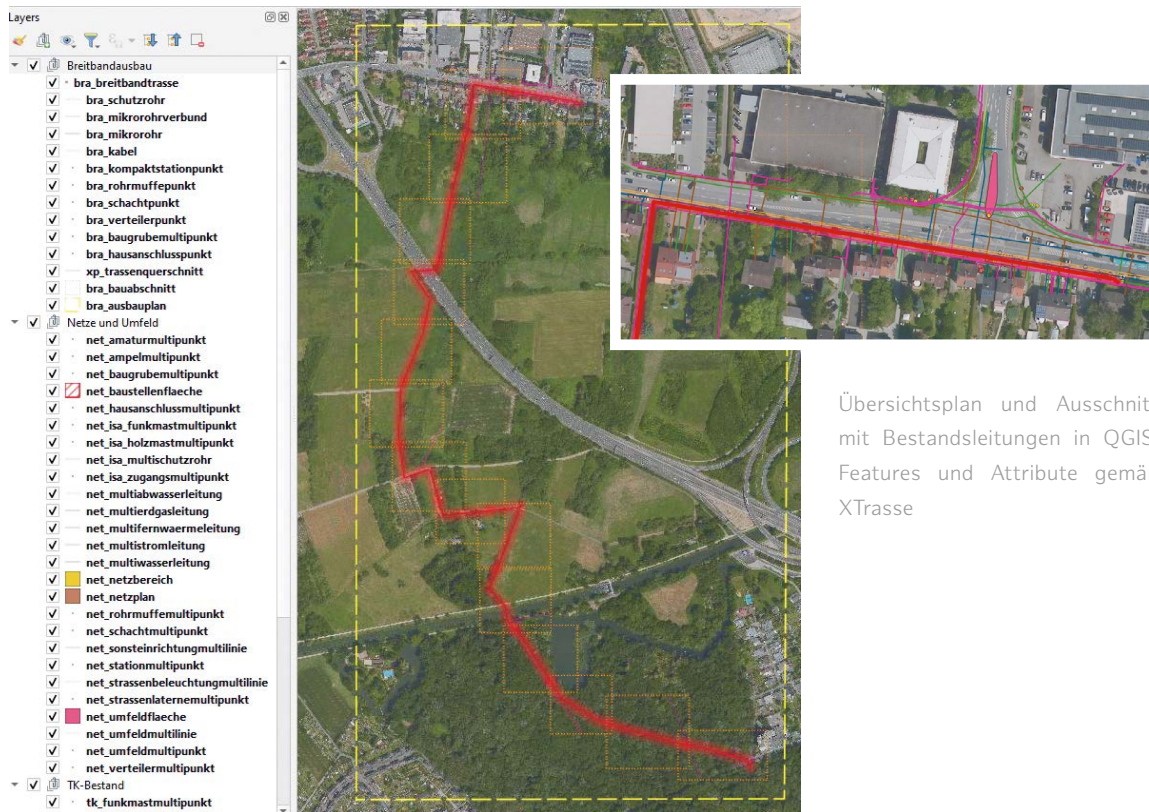 Layers
Breitbandausbau
bra_breitbandtrasse
bra_schutzrohr
bra_mikrorohrverbund
bra_mikrorohr
bra_kabel
bra_kompaktstationpunkt
bra_rohrmuffepunkt
bra_schachtpunkt
bra_verteilerpunkt
bra_baugrubemultipunkt
bra_hausanschlusspunkt
xp_trassenquerschnitt
bra_bauabschnitt
bra_ausbauplan
Netze und Umfeld
net_amaturmultipunkt
net_ampelmultipunkt
net_baugrubemultipunkt
net_baustellenflaeche
net_hausanschlussmultipunkt
net_isa_funkmastmultipunkt
net_isa_holzmastmultipunkt
net_isa_multischutzrohr
net_isa_zugangsmultipunkt
net_multiabwasserleitung
net_multierdgasleitung
net_multifernwaermeleitung
net_multistromleitung
net_multiwasserleitung
net_netzbereich
net_netzplan
net_rohrmuffemultipunkt
net_schachtmultipunkt
net_sonsteinrichtungmultilinie
net_stationmultipunkt
net_strassenbeleuchtungmultilinie
net_strassenlaternemultipunkt
net_umfeldflaeche
net_umfeldmultilinie
net_umfeldmultipunkt
net_verteilermultipunkt
TK-Bestand
tk_funkmastmultipunkt
Übersichtsplan und Ausschnit
mit Bestandsleitungen in QGIS
Features und Attribute gemä
XTrasse